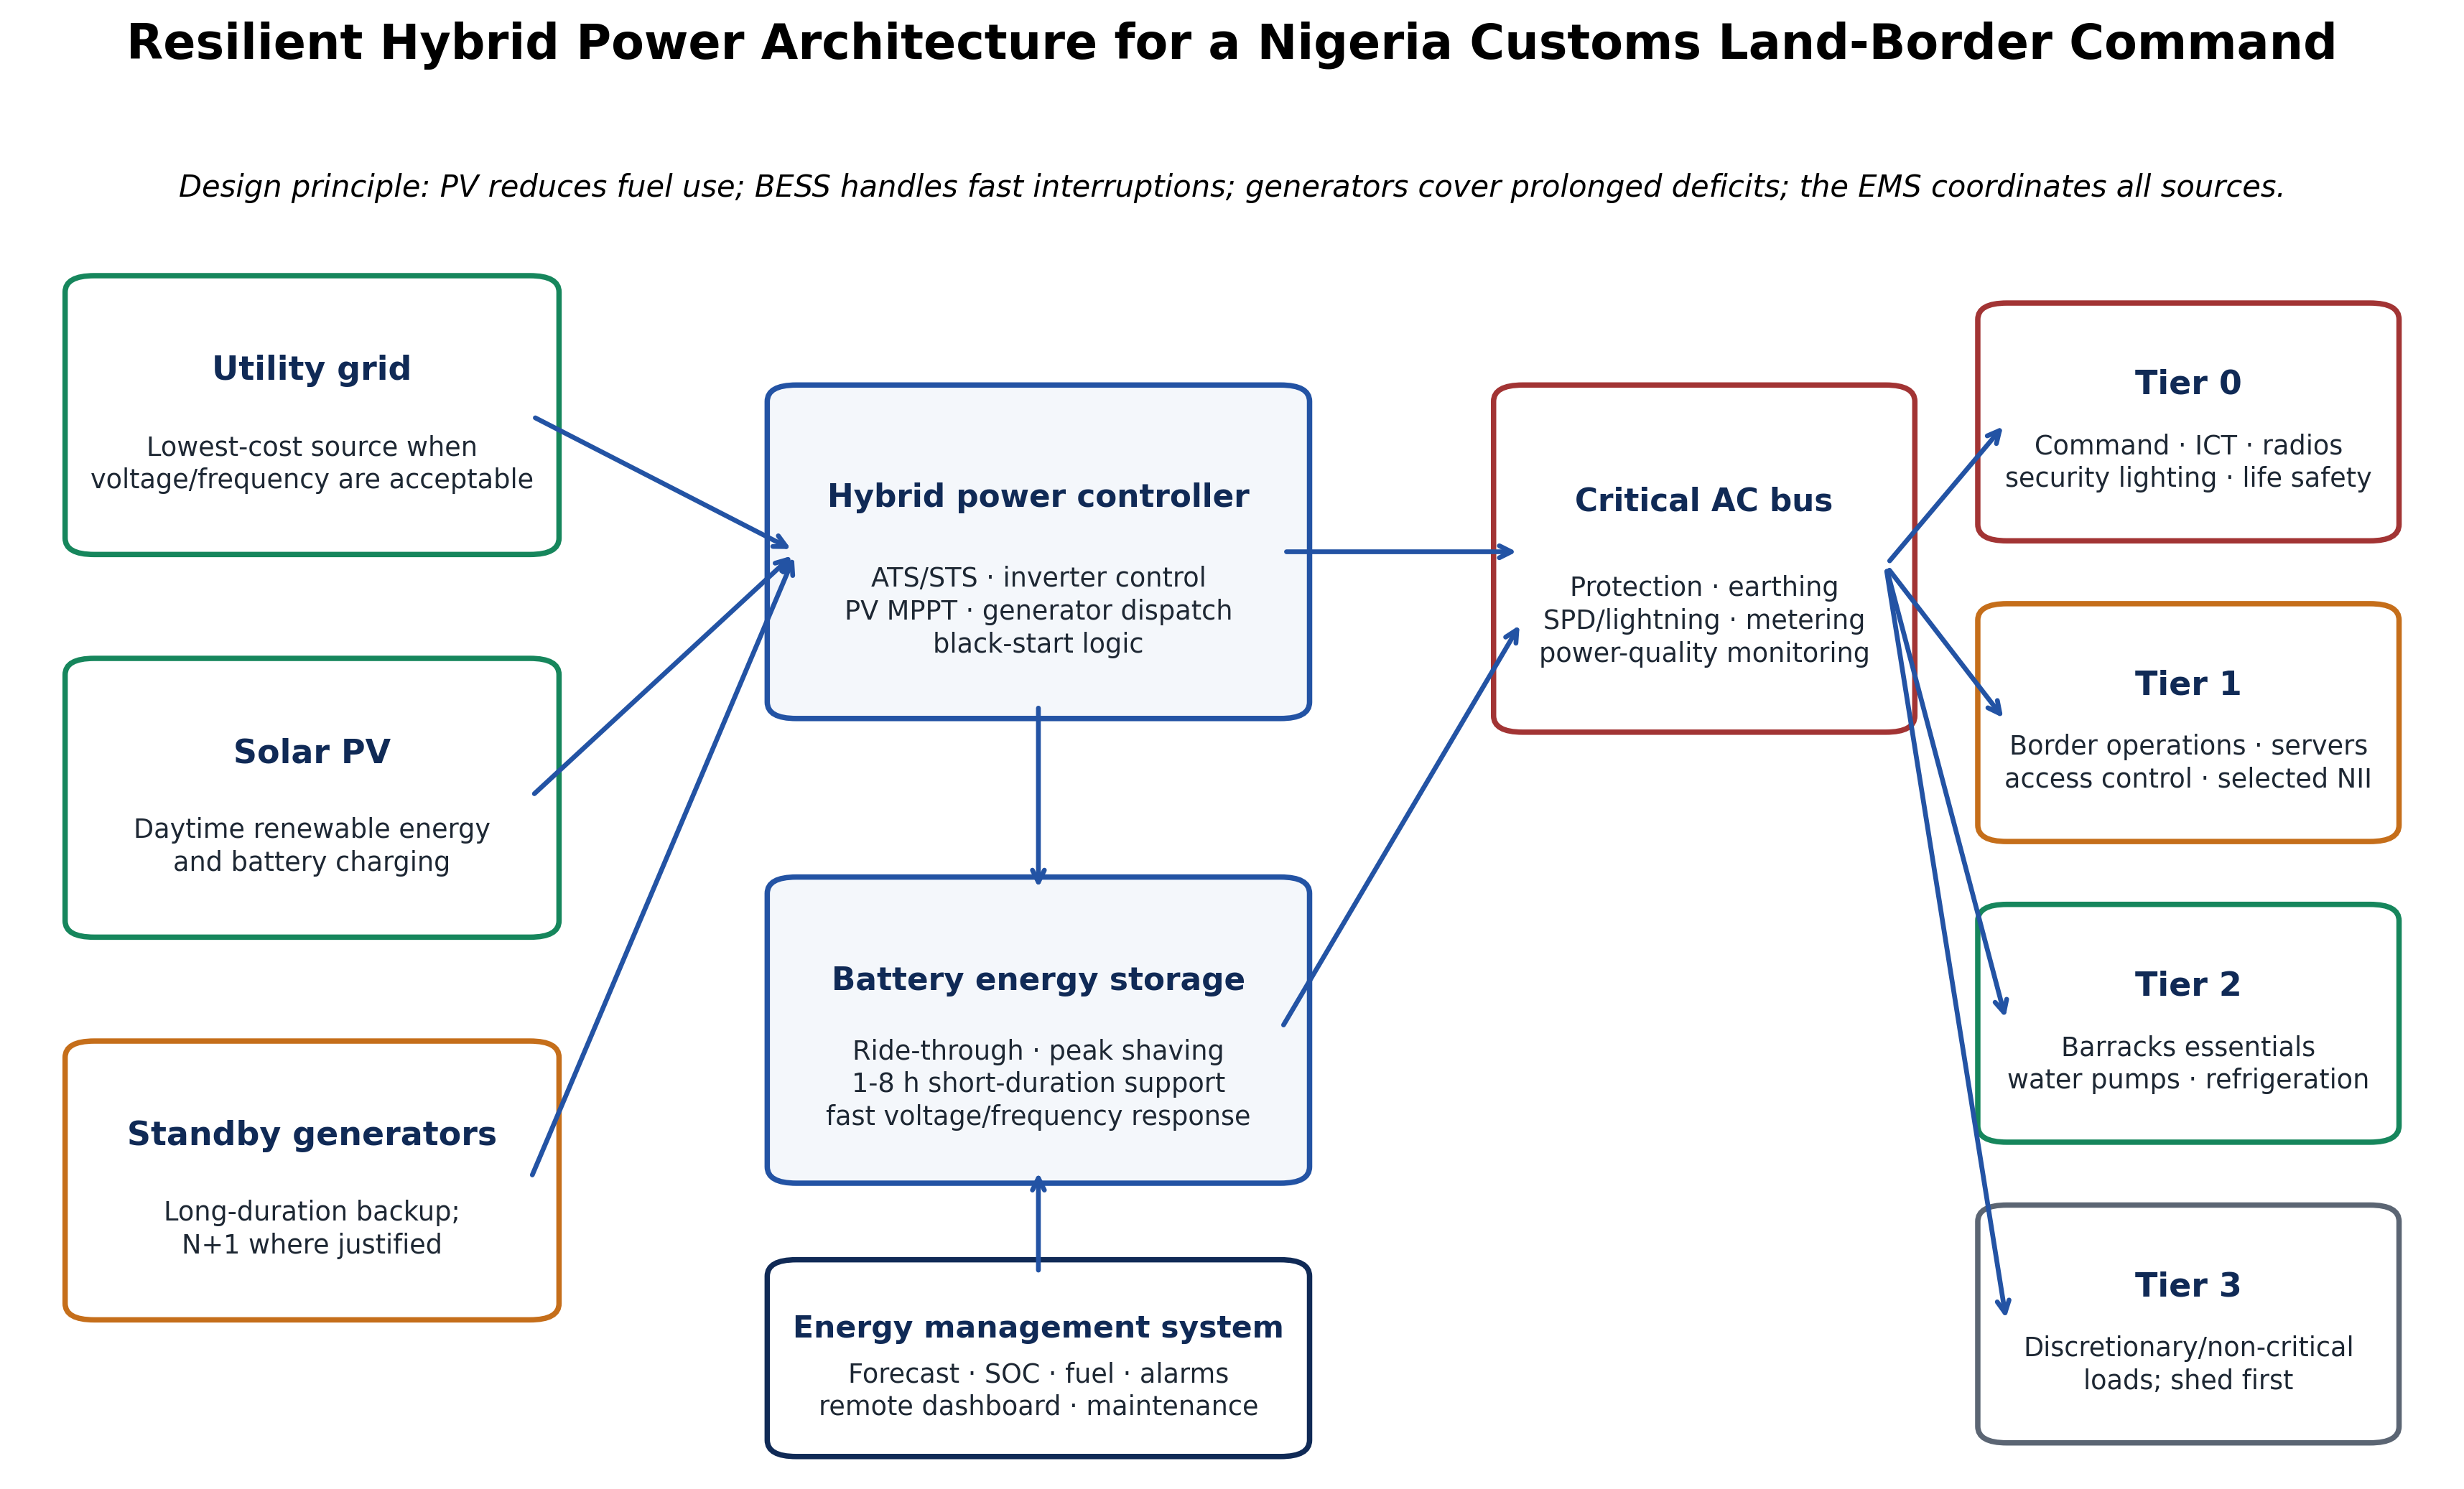 Resilient Hybrid Power Architecture for a Nigeria Customs Land-Border Command
Design principle: PV reduces fuel use; BESS handles fast interruptions; generators cover prolonged deficits; the EMS coordinates all sources.
Utility grid
Lowest-cost source when
voltage/frequency are acceptable
Solar PV
Daytime renewable energy
and battery charging
Standby generators
Long-duration backup;
N+1 where justified
Hybrid power controller
ATS/STS · inverter control
PV MPPT · generator dispatch
black-start logic
Battery energy storage
Ride-through · peak shaving
1-8 h short-duration support
fast voltage/frequency response
Energy management system
Forecast · SOC · fuel · alarms
remote dashboard · maintenance
Critical AC bus
Protection · earthing
SPD/lightning · metering
power-quality monitoring
Tier 0
Command · ICT · radios
security lighting · life safety
Tier 1
Border operations · servers
access control · selected NII
Tier 2
Barracks essentials
water pumps · refrigeration
Tier 3
Discretionary/non-critical
loads; shed first